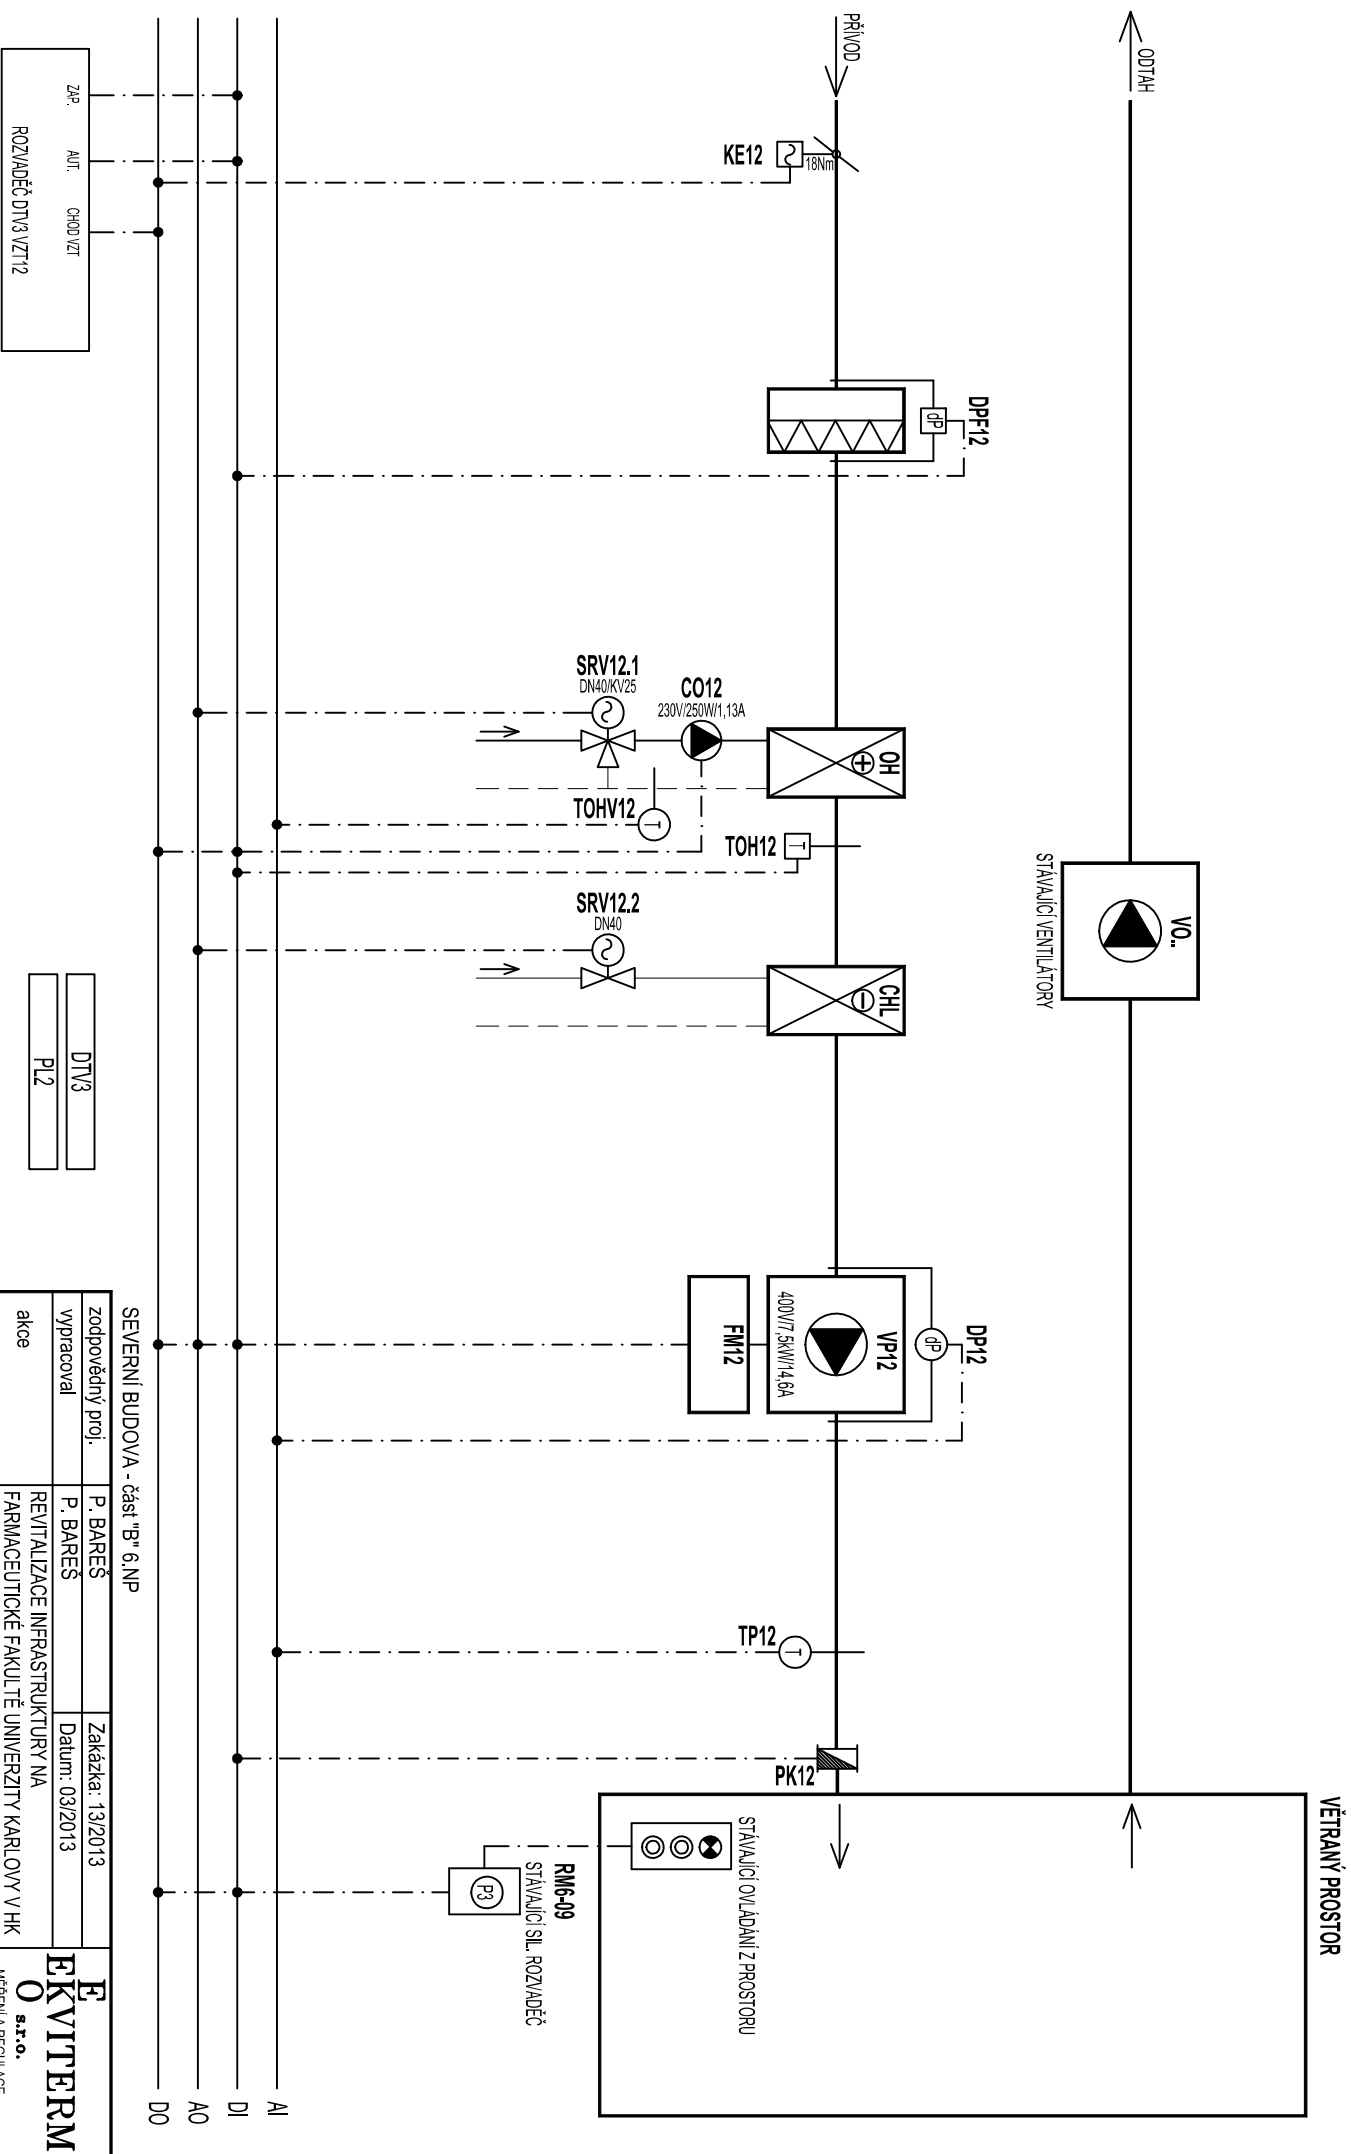 VĚTRANÝ PROSTOR
ODTAH
VO..
STÁVAJÍCÍ VENTILÁTORY
PŘÍVOD
KE12
18Nm
DPF12
dP
OH
CO12
230V/250W/1,13A
SRV12.1
DN40/KV25
TOHV12
T
TOH12
T
CHL
SRV12.2
DN40
DP12
dP
VP12
400V/7,5kW/14,6A
FM12
TP12
T
PK12
STÁVAJÍCÍ OVLÁDÁNÍ Z PROSTORU
RM6-09
STÁVAJÍCÍ SIL. ROZVADĚČ
P3
AI
DI
AO
DO
ZAP.
AUT.
CHOD VZT
ROZVADĚČ DTV3 VZT12
DTV3
PL2
SEVERNÍ BUDOVA - část "B" 6.NP
zodpovědný proj.
P. BAREŠ
Zakázka: 13/2013
vypracoval
P. BAREŠ
Datum: 03/2013
akce
REVITALIZACE INFRASTRUKTURY NA
FARMACEUTICKÉ FAKULTĚ UNIVERZITY KARLOVY V HK
E
EKVITERM
O s.r.o.
MĚŘENÍ A REGULACE